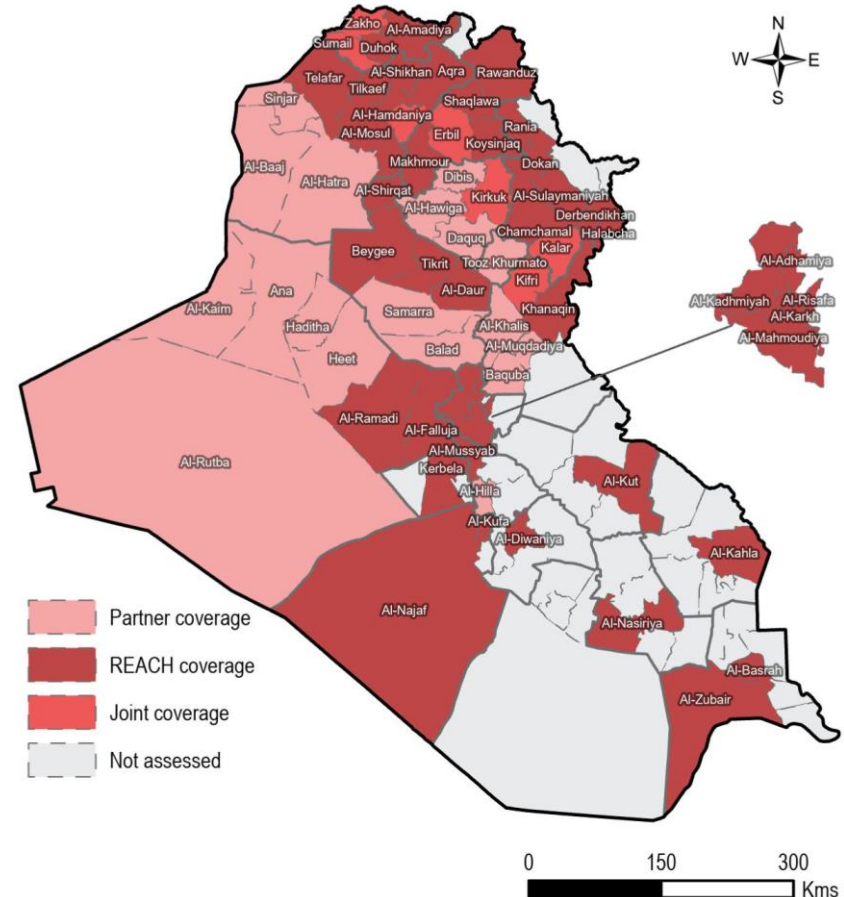 N
W
E
S
Zakho
Al-Amadiya
Sumail
Duhok
Al-Shikhan
Aqra
Rawanduz
Telafar
Tilkaef
Sinjar
Shaqlawa
Al-Hamdaniya
Rania
Al-Mosul
Erbil
Koysinjaq
Al-Baaj
Makhmour
Dokan
Al-Hatra
Dibis
Al-Shirqat
Kirkuk
Al-Sulaymaniyah
Al-Hawiga
Derbendikhan
Chamchamal
Halabcha
Daquq
Beygee
Kalar
Tikrit
Tooz Khurmato
Al-Adhamiya
Ana
Kifri
Al-Daur
Al-Kadhmiyah
Al-Risafa
Al-Kaim
Samarra
Khanaqin
Al-Karkh
Haditha
Al-Khalis
Al-Mahmoudiya
Heet
Balad
Al-Muqdadiya
Baquba
Al-Ramadi
Al-Falluja
Al-Mussyab
Al-Rutba
Kerbela
Al-Kut
Al-Hilla
Al-Kufa
Al-Diwaniya
Al-Kahla
Al-Najaf
Al-Nasiriya
Al-Basrah
Al-Zubair
Partner coverage
REACH coverage
Joint coverage
Not assessed
0 150 300
Kms